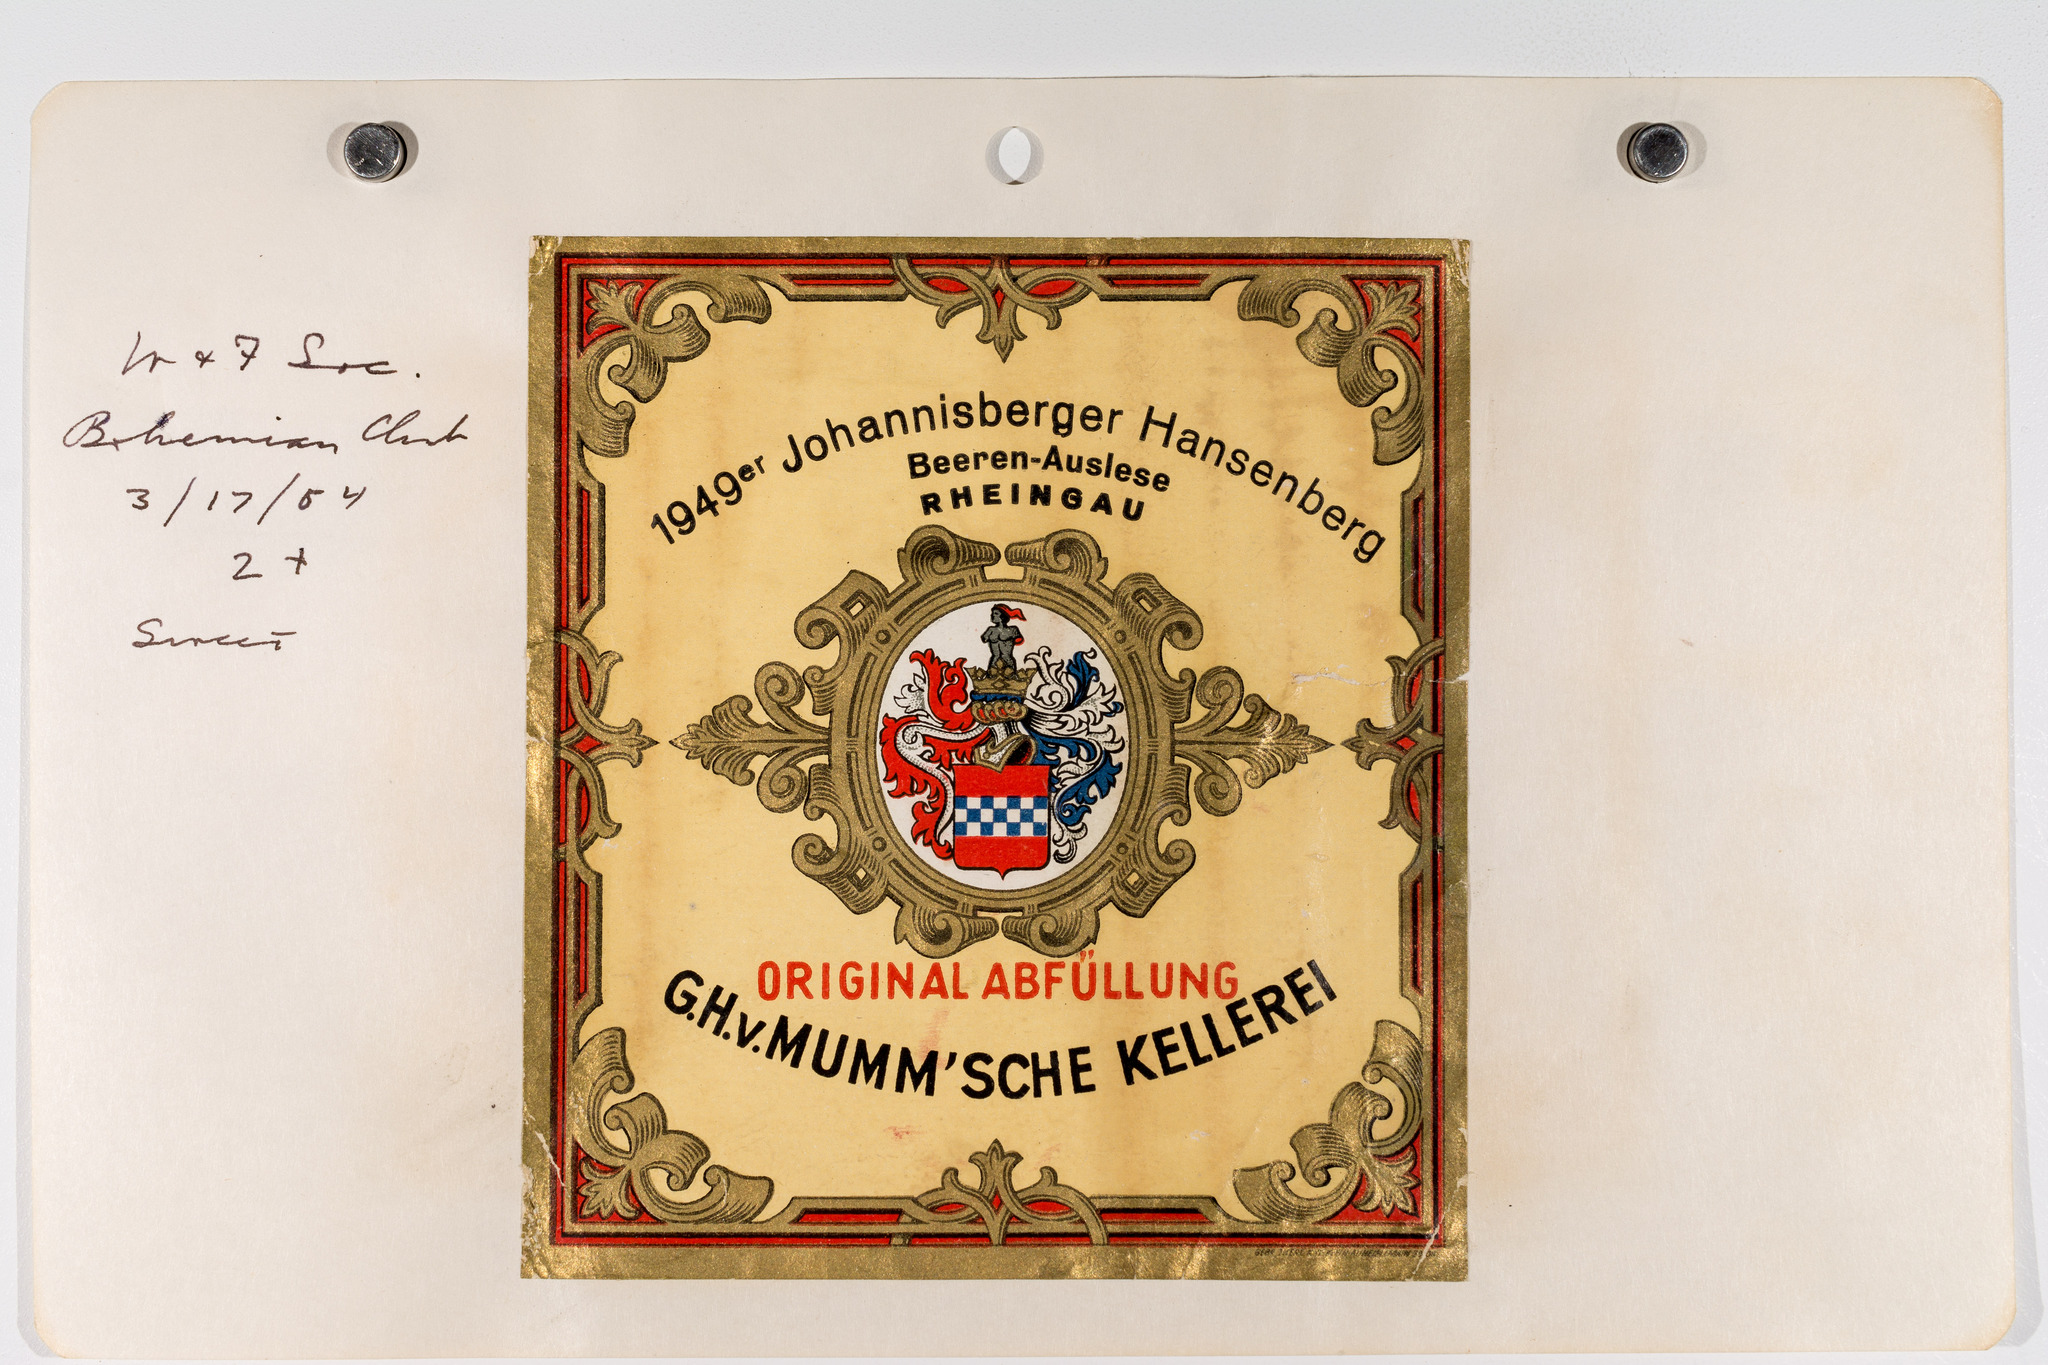 W & F Soc.
Bohemian Club
3/17/54
2+
Sweet
1949er Johannisberger Hansenberg
Beeren-Auslese
RHEINGAU
ORIGINAL ABFÜLLUNG
G.H.v.MUMM'SCHE KELLEREI